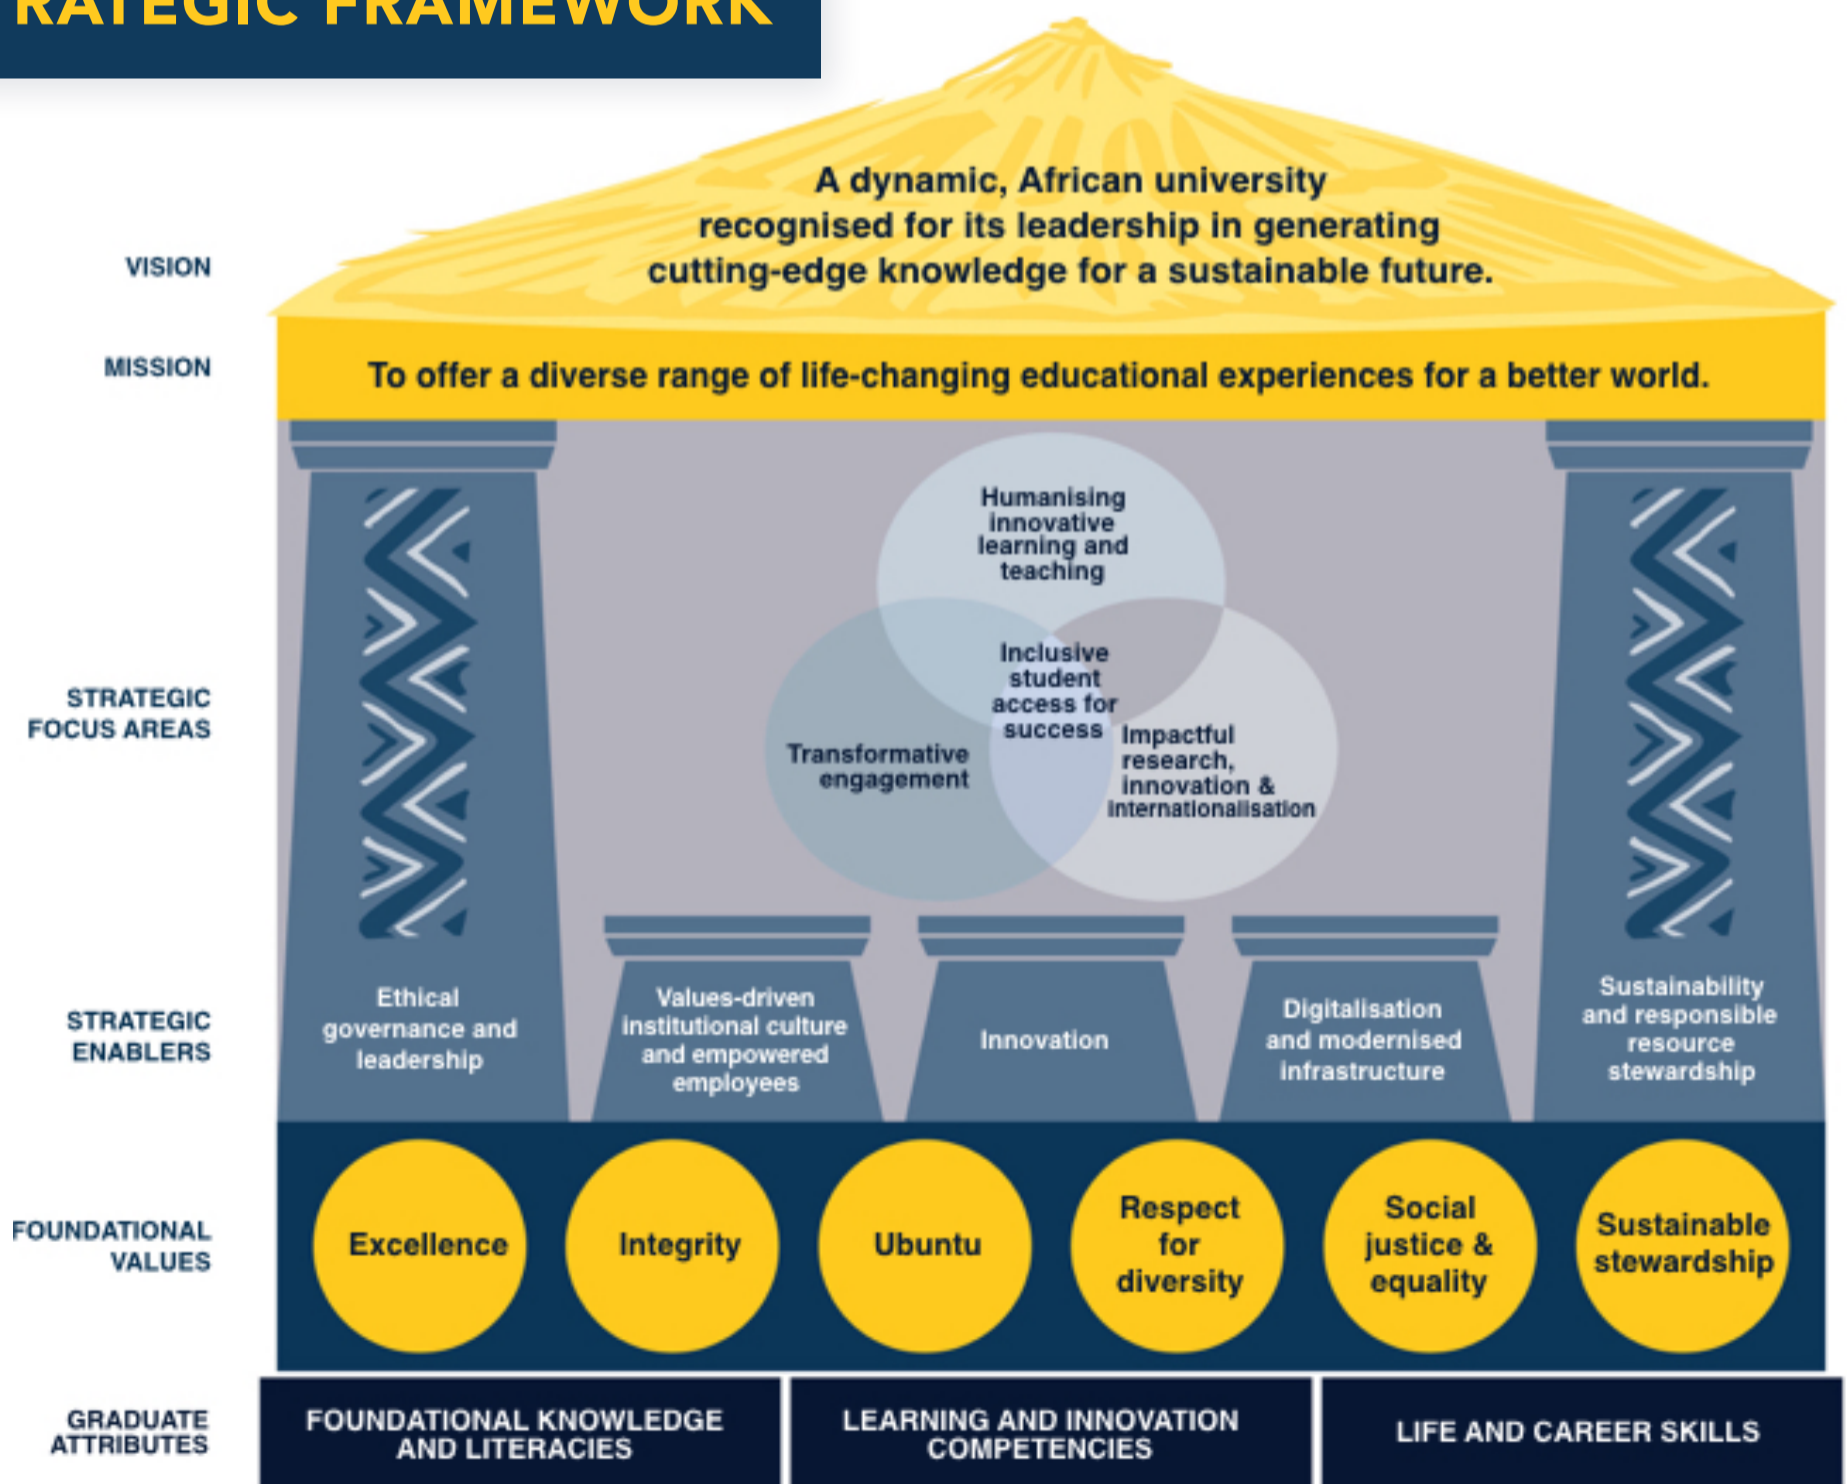 RATEGIC FRAMEWORK
A dynamic, African university
recognised for its leadership in generating
cutting-edge knowledge for a sustainable future.
VISION
MISSION
To offer a diverse range of life-changing educational experiences for a better world.
Humanising
innovative
learning and
teaching
Inclusive
student
access for
success
STRATEGIC
FOCUS AREAS
Transformative
engagement
Impactful
research,
innovation &
internationalisation
STRATEGIC
ENABLERS
Ethical
governance and
leadership
Values-driven
institutional culture
and empowered
employees
Innovation
Digitalisation
and modernised
infrastructure
Sustainability
and responsible
resource
stewardship
FOUNDATIONAL
VALUES
Excellence
Integrity
Ubuntu
Respect
for
diversity
Social
justice &
equality
Sustainable
stewardship
GRADUATE
ATTRIBUTES
FOUNDATIONAL KNOWLEDGE
AND LITERACIES
LEARNING AND INNOVATION
COMPETENCIES
LIFE AND CAREER SKILLS